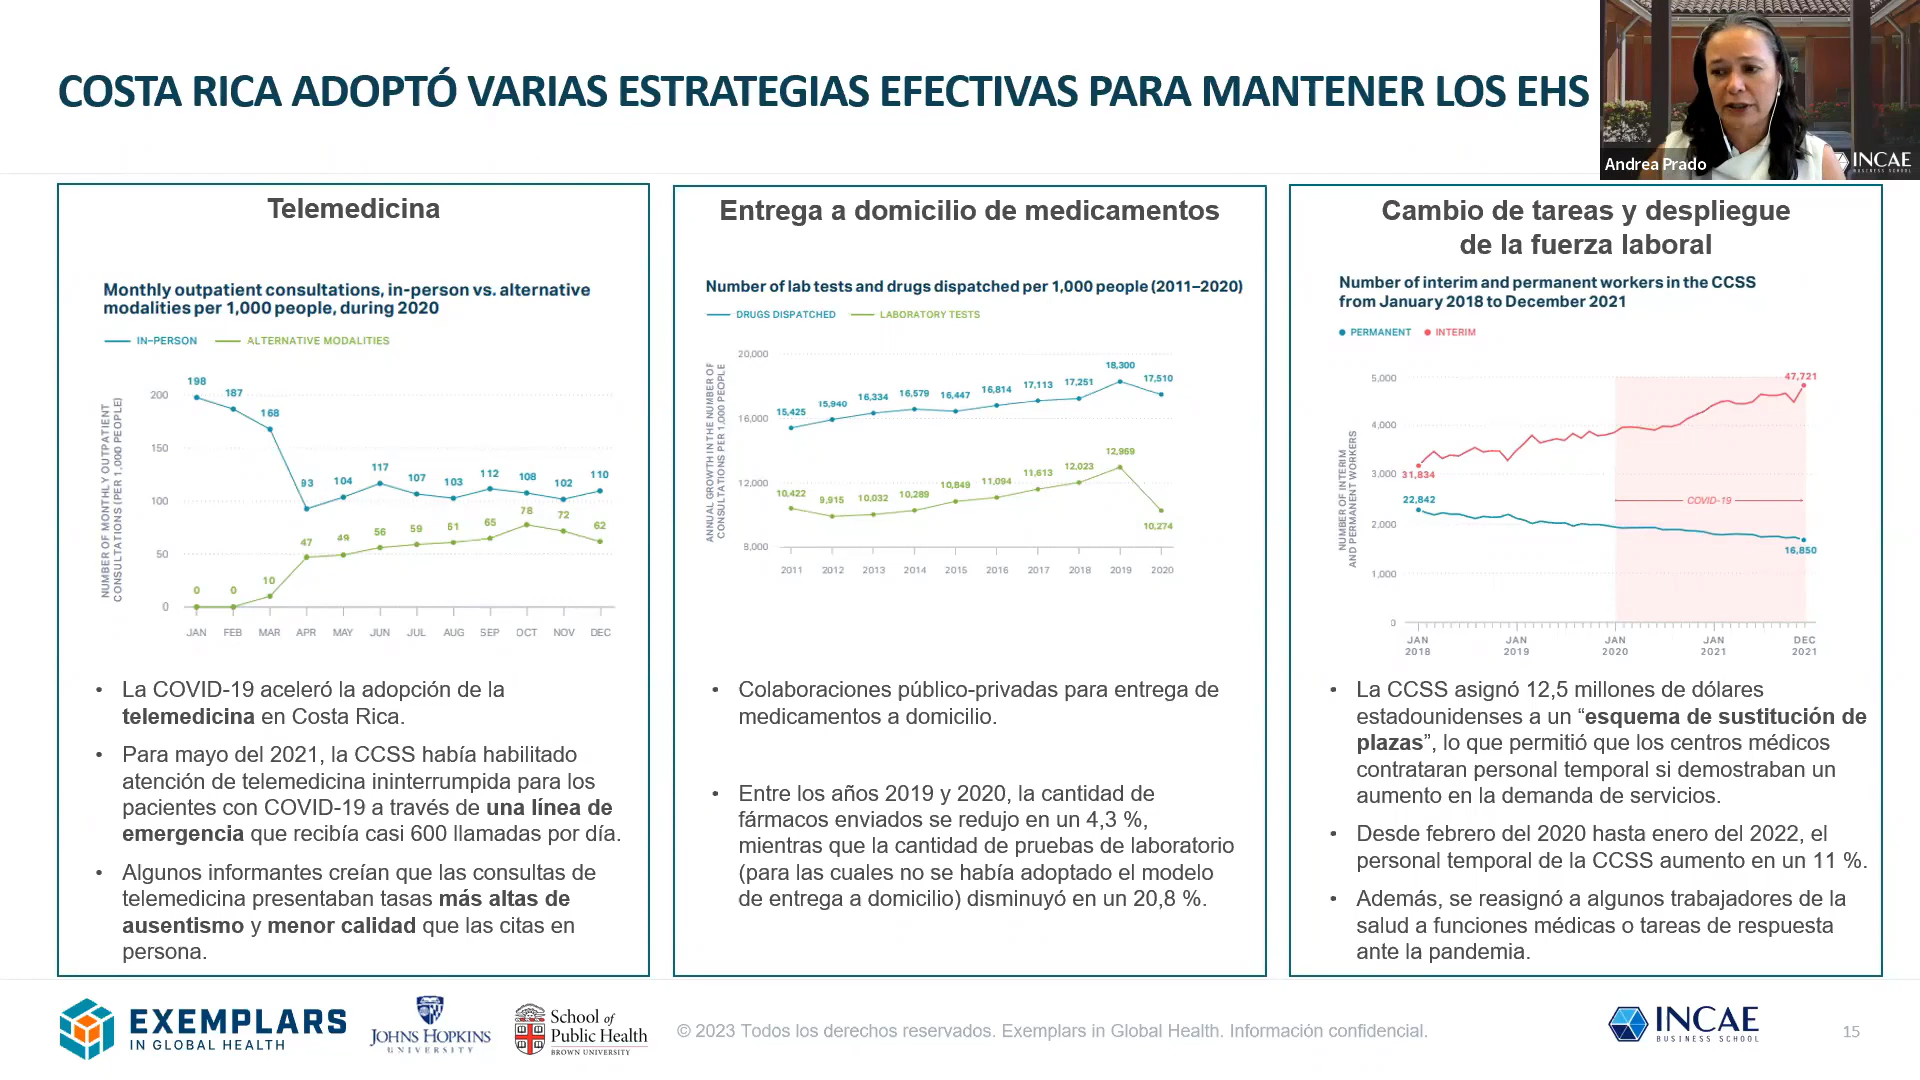 COSTA RICA ADOPTÓ VARIAS ESTRATEGIAS EFECTIVAS PARA MANTENER LOS EHS
Andrea Prado
INCAE
BUSINESS SCHOOL
Telemedicina
Monthly outpatient consultations, in-person vs. alternative
modalities per 1,000 people, during 2020
IN-PERSON ALTERNATIVE MODALITIES
NUMBER OF MONTHLY OUTPATIENT
CONSULTATIONS (PER 1,000 PEOPLE)
200
150
100
50
0
198 187 168 93 104 117 107 103 112 108 102 110
0 0 10 47 49 56 59 61 65 78 72 62
JAN FEB MAR APR MAY JUN JUL AUG SEP OCT NOV DEC
• La COVID-19 aceleró la adopción de la
telemedicina en Costa Rica.
• Para mayo del 2021, la CCSS había habilitado
atención de telemedicina ininterrumpida para los
pacientes con COVID-19 a través de una línea de
emergencia que recibía casi 600 llamadas por día.
• Algunos informantes creían que las consultas de
telemedicina presentaban tasas más altas de
ausentismo y menor calidad que las citas en
persona.
Entrega a domicilio de medicamentos
Number of lab tests and drugs dispatched per 1,000 people (2011–2020)
DRUGS DISPATCHED LABORATORY TESTS
ANNUAL GROWTH IN THE NUMBER OF
CONSULTATIONS PER 1,000 PEOPLE
20,000
16,000
12,000
8,000
15,425 15,940 16,334 16,579 16,447 16,814 17,113 17,251 18,300 17,510
10,422 9,915 10,032 10,289 10,849 11,094 11,613 12,023 12,969 10,274
2011 2012 2013 2014 2015 2016 2017 2018 2019 2020
• Colaboraciones público-privadas para entrega de
medicamentos a domicilio.
• Entre los años 2019 y 2020, la cantidad de
fármacos enviados se redujo en un 4,3 %,
mientras que la cantidad de pruebas de laboratorio
(para las cuales no se había adoptado el modelo
de entrega a domicilio) disminuyó en un 20,8 %.
Cambio de tareas y despliegue
de la fuerza laboral
Number of interim and permanent workers in the CCSS
from January 2018 to December 2021
PERMANENT INTERIM
NUMBER OF INTERIM
AND PERMANENT WORKERS
5,000
4,000
3,000
2,000
1,000
0
47,721
31,834
22,842
COVID-19
16,850
JAN JAN JAN JAN DEC
2018 2019 2020 2021 2021
• La CCSS asignó 12,5 millones de dólares
estadounidenses a un “esquema de sustitución de
plazas”, lo que permitió que los centros médicos
contrataran personal temporal si demostraban un
aumento en la demanda de servicios.
• Desde febrero del 2020 hasta enero del 2022, el
personal temporal de la CCSS aumento en un 11 %.
• Además, se reasignó a algunos trabajadores de la
salud a funciones médicas o tareas de respuesta
ante la pandemia.
EXEMPLARS
IN GLOBAL HEALTH
JOHNS HOPKINS
UNIVERSITY
School of
Public Health
BROWN UNIVERSITY
© 2023 Todos los derechos reservados. Exemplars in Global Health. Información confidencial.
INCAE
BUSINESS SCHOOL
15